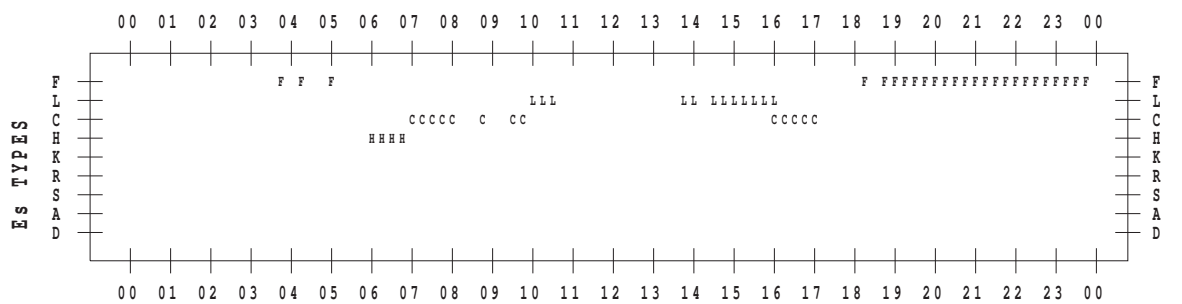 00 01 02 03 04 05 06 07 08 09 10 11 12 13 14 15 16 17 18 19 20 21 22 23 00
F F F F F FFFFFFFFFFFFFFFFFFFFF F
L LLL LL LLLLLLL L
C CCCCC C CC CCCCC C
H HHHH H
K K
R R
S S
A A
D D
Es TYPES
00 01 02 03 04 05 06 07 08 09 10 11 12 13 14 15 16 17 18 19 20 21 22 23 00